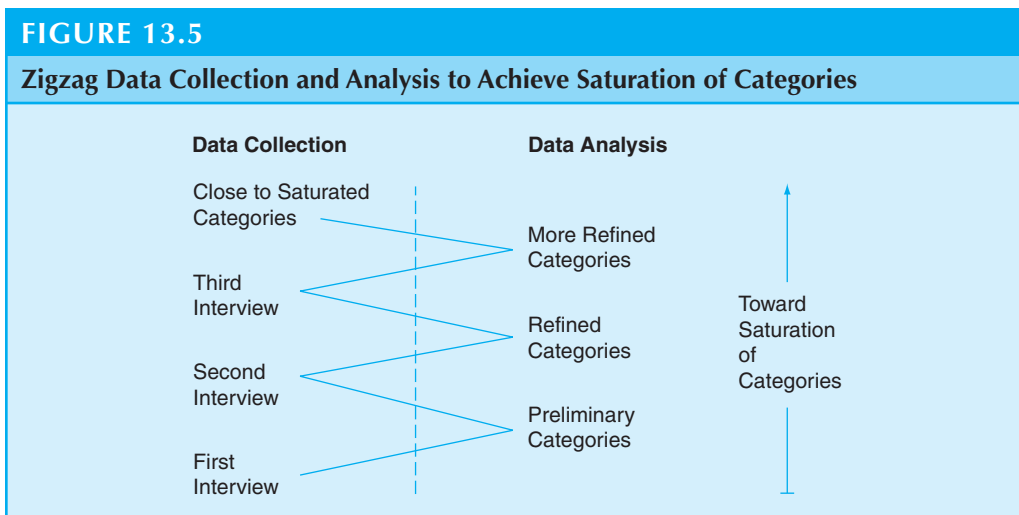 FIGURE 13.5
Zigzag Data Collection and Analysis to Achieve Saturation of Categories
Data Collection
Data Analysis
Close to Saturated
Categories
More Refined
Categories
Third
Interview
Refined
Categories
Second
Interview
Preliminary
Categories
First
Interview
Toward
Saturation
of
Categories